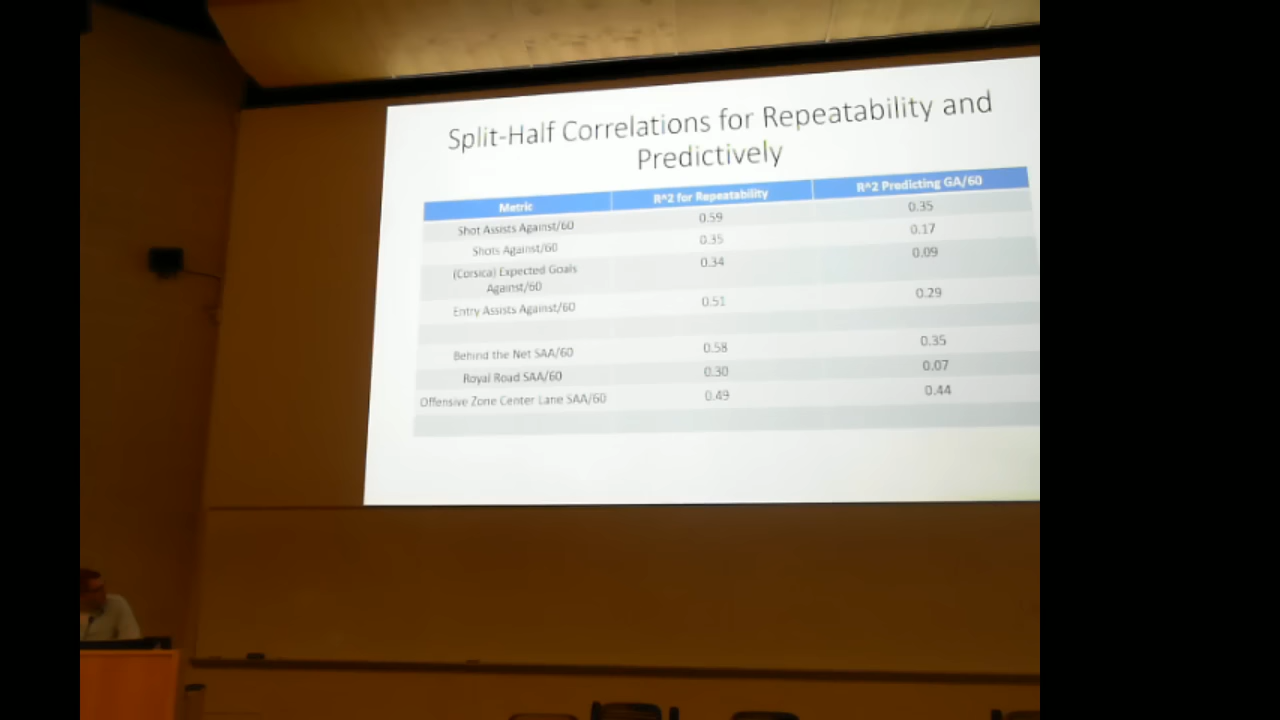 Split-Half Correlations for Repeatability and
Predictively
Metric R^2 for Repeatability R^2 Predicting GA/60
Shot Assists Against/60 0.59 0.35
Shots Against/60 0.35 0.17
(Corsica) Expected Goals
Against/60 0.34 0.09
Entry Assists Against/60 0.51 0.29
Behind the Net SAA/60 0.58 0.35
Royal Road SAA/60 0.30 0.07
Offensive Zone Center Lane SAA/60 0.49 0.44